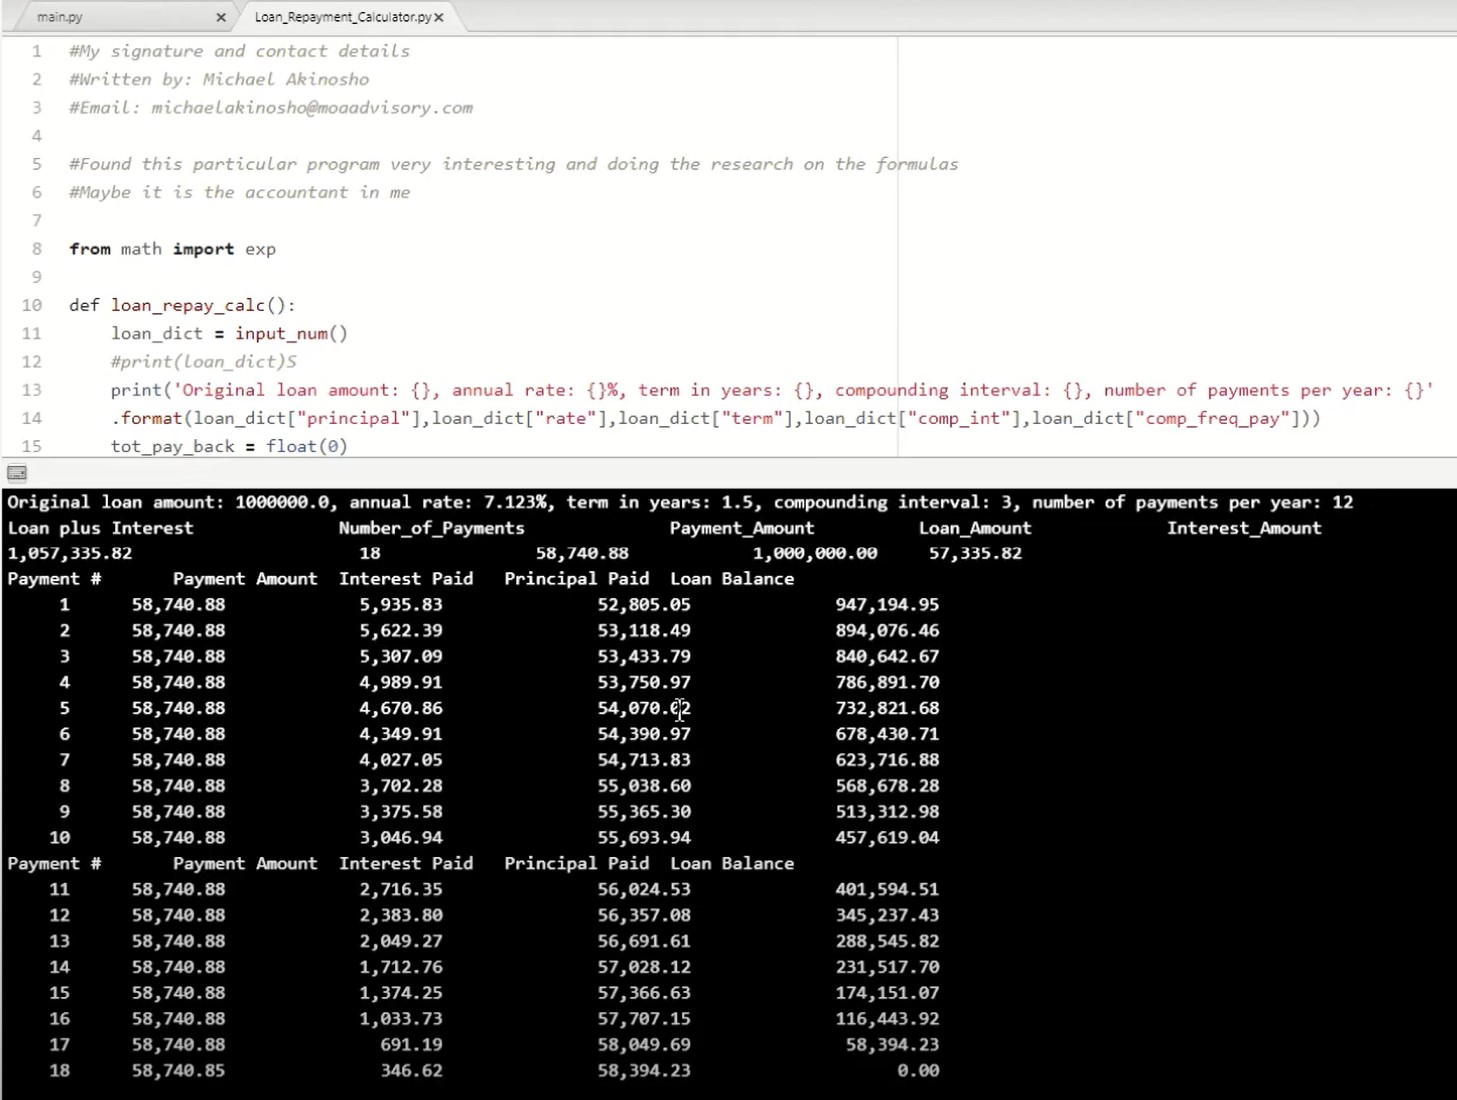 main.py Loan_Repayment_Calculator.py
1 #My signature and contact details
2 #Written by: Michael Akinosho
3 #Email: michaelakinosho@moaadvisory.com
4
5 #Found this particular program very interesting and doing the research on the formulas
6 #Maybe it is the accountant in me
7
8 from math import exp
9
10 def loan_repay_calc():
11 loan_dict = input_num()
12 #print(loan_dict)S
13 print('Original loan amount: {}, annual rate: {}%, term in years: {}, compounding interval: {}, number of payments per year: {}'
14 .format(loan_dict["principal"],loan_dict["rate"],loan_dict["term"],loan_dict["comp_int"],loan_dict["comp_freq_pay"]))
15 tot_pay_back = float(0)
Original loan amount: 1000000.0, annual rate: 7.123%, term in years: 1.5, compounding interval: 3, number of payments per year: 12
Loan plus Interest Number_of_Payments Payment_Amount Loan_Amount Interest_Amount
1,057,335.82 18 58,740.88 1,000,000.00 57,335.82
Payment # Payment Amount Interest Paid Principal Paid Loan Balance
1 58,740.88 5,935.83 52,805.05 947,194.95
2 58,740.88 5,622.39 53,118.49 894,076.46
3 58,740.88 5,307.09 53,433.79 840,642.67
4 58,740.88 4,989.91 53,750.97 786,891.70
5 58,740.88 4,670.86 54,070.02 732,821.68
6 58,740.88 4,349.91 54,390.97 678,430.71
7 58,740.88 4,027.05 54,713.83 623,716.88
8 58,740.88 3,702.28 55,038.60 568,678.28
9 58,740.88 3,375.58 55,365.30 513,312.98
10 58,740.88 3,046.94 55,693.94 457,619.04
Payment # Payment Amount Interest Paid Principal Paid Loan Balance
11 58,740.88 2,716.35 56,024.53 401,594.51
12 58,740.88 2,383.80 56,357.08 345,237.43
13 58,740.88 2,049.27 56,691.61 288,545.82
14 58,740.88 1,712.76 57,028.12 231,517.70
15 58,740.88 1,374.25 57,366.63 174,151.07
16 58,740.88 1,033.73 57,707.15 116,443.92
17 58,740.88 691.19 58,049.69 58,394.23
18 58,740.85 346.62 58,394.23 0.00